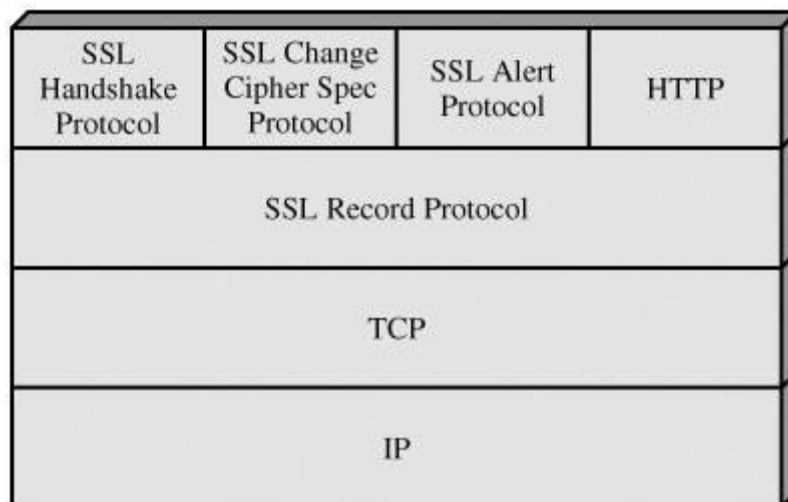 SSL
Handshake
Protocol
SSL Change
Cipher Spec
Protocol
SSL Alert
Protocol
HTTP
SSL Record Protocol
TCP
IP